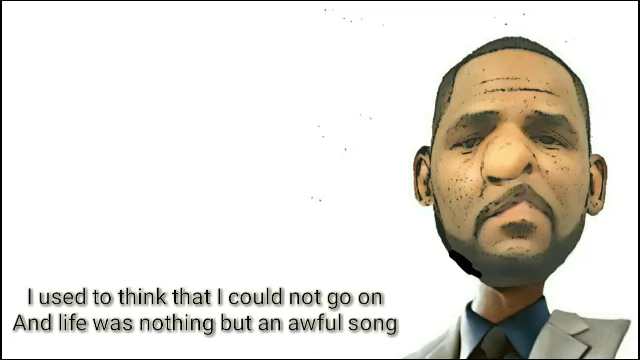 I used to think that I could not go on
And life was nothing but an awful song